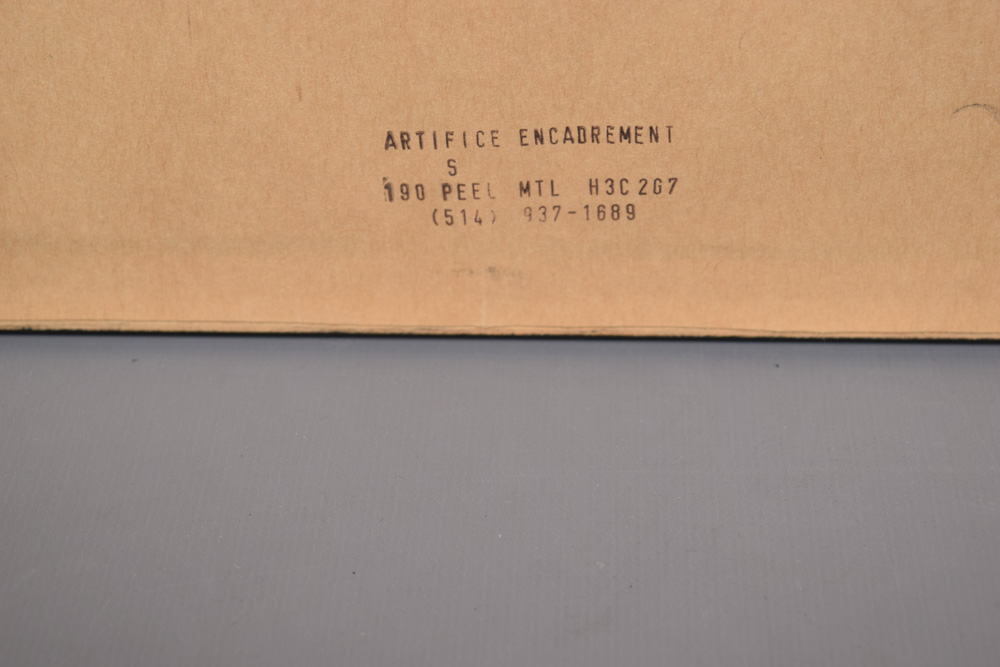 ARTIFICE ENCADREMENT
S
190 PEEL MTL H3C 2G7
(514) 937-1689